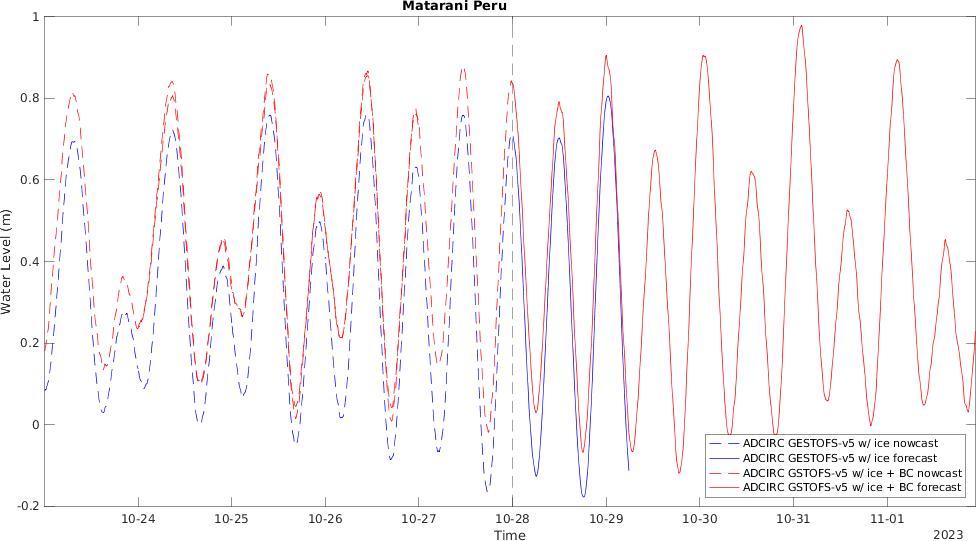 Matarani Peru
1
0.8
0.6
0.4
0.2
0
-0.2
Water Level (m)
10-24 10-25 10-26 10-27 10-28 10-29 10-30 10-31 11-01
Time
2023
ADCIRC GESTOFS-v5 w/ ice nowcast
ADCIRC GESTOFS-v5 w/ ice forecast
ADCIRC GSTOFS-v5 w/ ice + BC nowcast
ADCIRC GSTOFS-v5 w/ ice + BC forecast